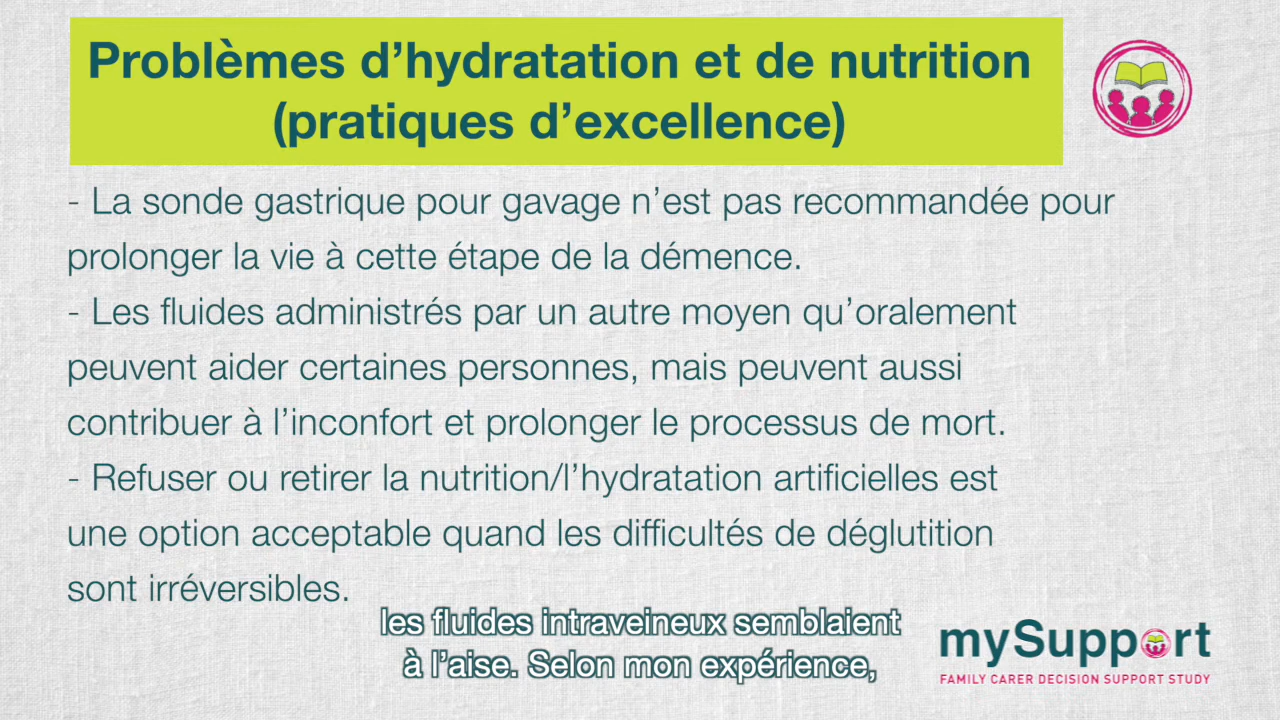 Problèmes d’hydratation et de nutrition
(pratiques d’excellence)
- La sonde gastrique pour gavage n’est pas recommandée pour
prolonger la vie à cette étape de la démence.
- Les fluides administrés par un autre moyen qu’oralement
peuvent aider certaines personnes, mais peuvent aussi
contribuer à l’inconfort et prolonger le processus de mort.
- Refuser ou retirer la nutrition/l’hydratation artificielles est
une option acceptable quand les difficultés de déglutition
sont irréversibles.
les fluides intraveineux semblaient
à l’aise. Selon mon expérience,
mySupport
FAMILY CARER DECISION SUPPORT STUDY